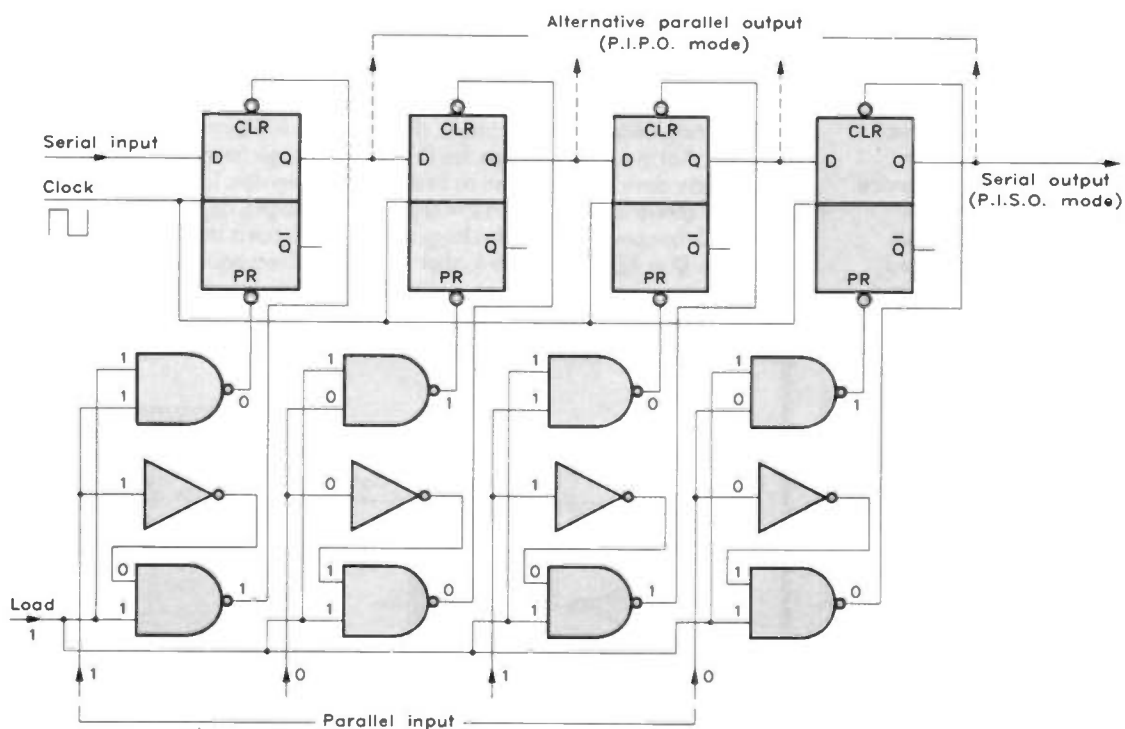 Alternative parallel output
(P.I.P.O. mode)
CLR CLR CLR CLR
Serial input
D Q D Q D Q D Q
Clock
Serial output
(P.I.S.O. mode)
Q̅ Q̅ Q̅ Q̅
PR PR PR PR
1 1 1 1
1 0 0 1 1 0 0 1
1 0 1 0
0 1 0 1
1 0 1 0
Load
1 1 1 1
1
1 0 1 0
Parallel input